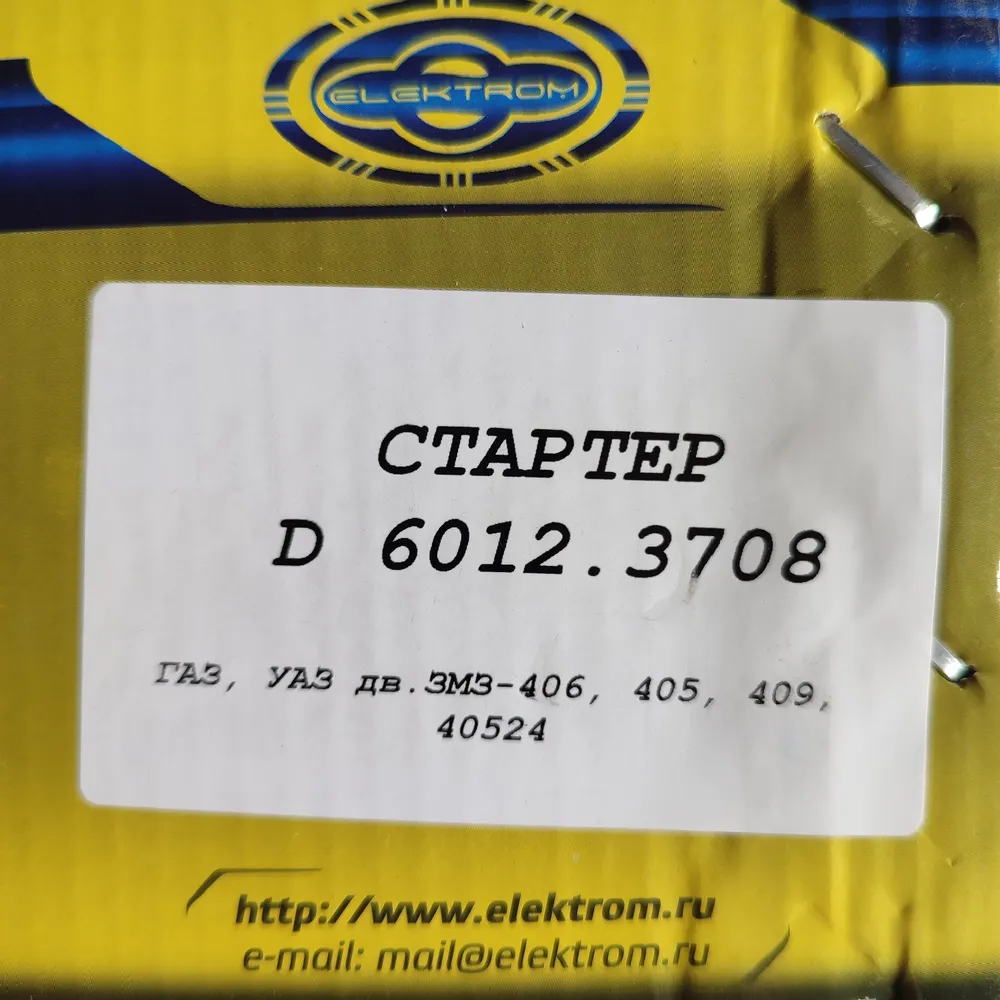 ELEKTROM
СТАРТЕР
D 6012.3708
ГАЗ, УАЗ дв.ЗМЗ-406, 405, 409,
40524
http://www.elektrom.ru
e-mail: mail@elektrom.ru